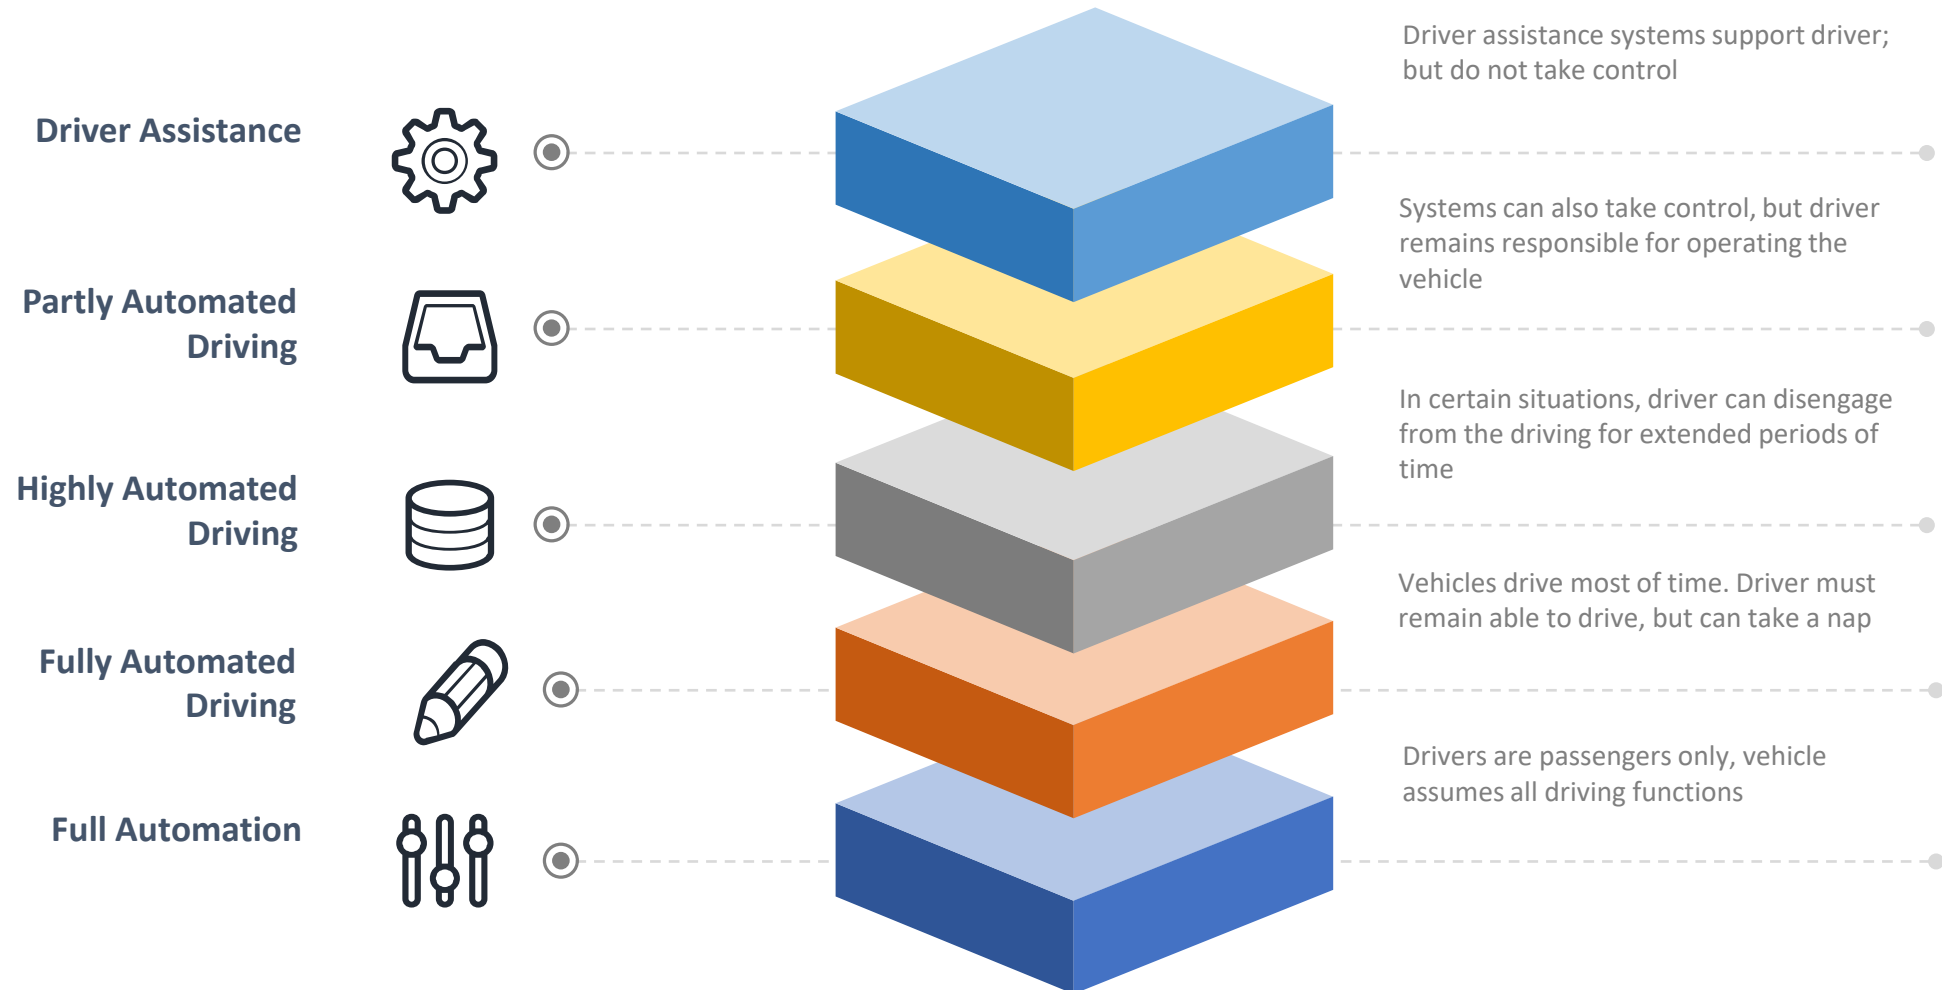 Driver assistance systems support driver;
but do not take control
Driver Assistance
Systems can also take control, but driver
remains responsible for operating the
vehicle
Partly Automated
Driving
In certain situations, driver can disengage
from the driving for extended periods of
time
Highly Automated
Driving
Vehicles drive most of time. Driver must
remain able to drive, but can take a nap
Fully Automated
Driving
Drivers are passengers only, vehicle
assumes all driving functions
Full Automation